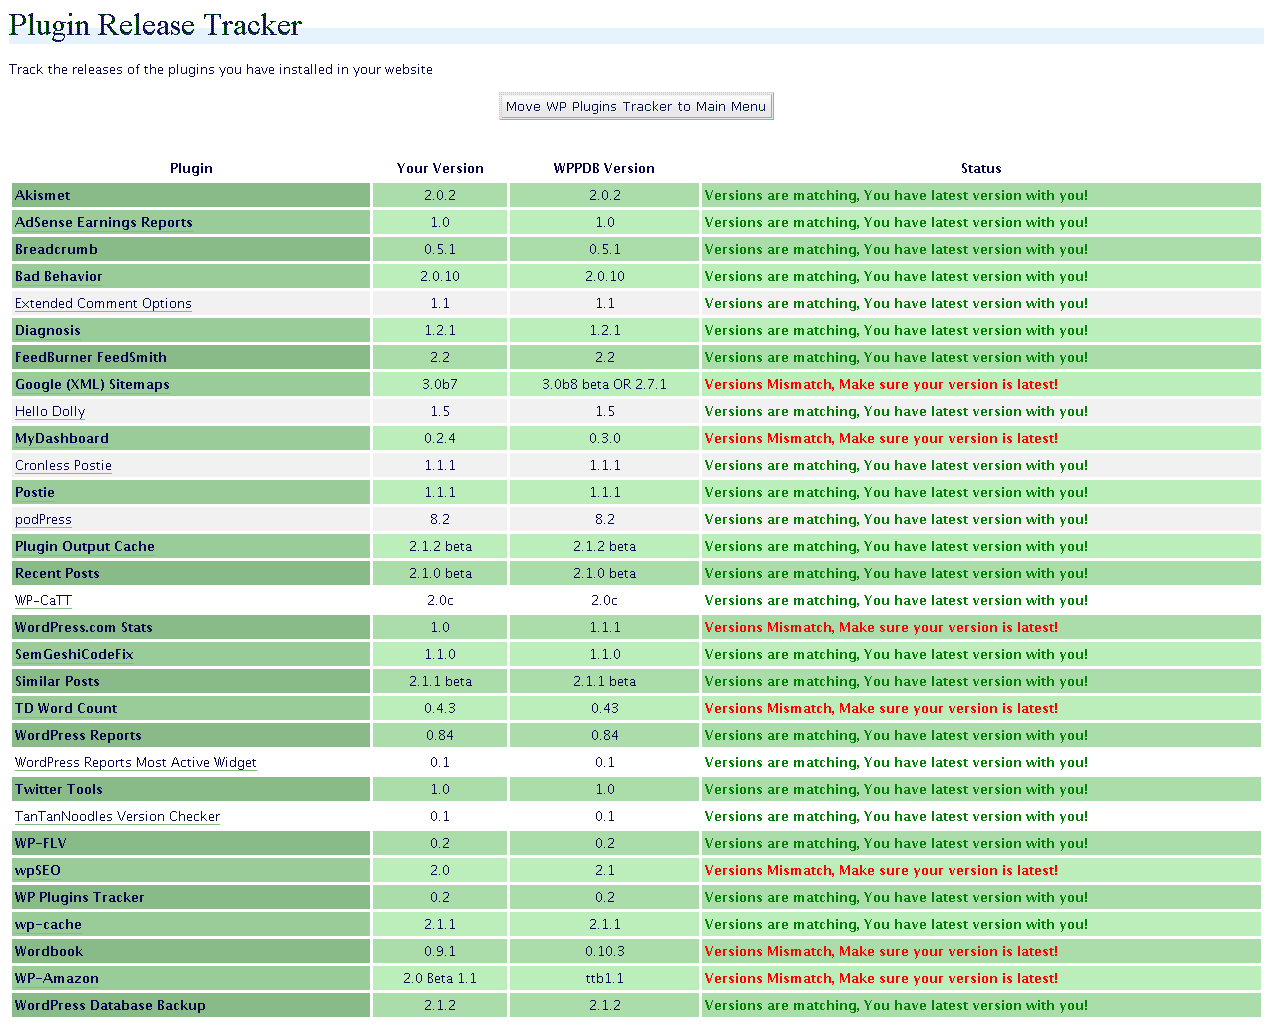 Plugin Release Tracker
Track the releases of the plugins you have installed in your website
Move WP Plugins Tracker to Main Menu
Plugin Your Version WPPDB Version Status
Akismet 2.0.2 2.0.2 Versions are matching, You have latest version with you!
AdSense Earnings Reports 1.0 1.0 Versions are matching, You have latest version with you!
Breadcrumb 0.5.1 0.5.1 Versions are matching, You have latest version with you!
Bad Behavior 2.0.10 2.0.10 Versions are matching, You have latest version with you!
Extended Comment Options 1.1 1.1 Versions are matching, You have latest version with you!
Diagnosis 1.2.1 1.2.1 Versions are matching, You have latest version with you!
FeedBurner FeedSmith 2.2 2.2 Versions are matching, You have latest version with you!
Google (XML) Sitemaps 3.0b7 3.0b8 beta OR 2.7.1 Versions Mismatch, Make sure your version is latest!
Hello Dolly 1.5 1.5 Versions are matching, You have latest version with you!
MyDashboard 0.2.4 0.3.0 Versions Mismatch, Make sure your version is latest!
Cronless Postie 1.1.1 1.1.1 Versions are matching, You have latest version with you!
Postie 1.1.1 1.1.1 Versions are matching, You have latest version with you!
podPress 8.2 8.2 Versions are matching, You have latest version with you!
Plugin Output Cache 2.1.2 beta 2.1.2 beta Versions are matching, You have latest version with you!
Recent Posts 2.1.0 beta 2.1.0 beta Versions are matching, You have latest version with you!
WP-CaTT 2.0c 2.0c Versions are matching, You have latest version with you!
WordPress.com Stats 1.0 1.1.1 Versions Mismatch, Make sure your version is latest!
SemGeshiCodeFix 1.1.0 1.1.0 Versions are matching, You have latest version with you!
Similar Posts 2.1.1 beta 2.1.1 beta Versions are matching, You have latest version with you!
TD Word Count 0.4.3 0.43 Versions Mismatch, Make sure your version is latest!
WordPress Reports 0.84 0.84 Versions are matching, You have latest version with you!
WordPress Reports Most Active Widget 0.1 0.1 Versions are matching, You have latest version with you!
Twitter Tools 1.0 1.0 Versions are matching, You have latest version with you!
TanTanNoodles Version Checker 0.1 0.1 Versions are matching, You have latest version with you!
WP-FLV 0.2 0.2 Versions are matching, You have latest version with you!
wpSEO 2.0 2.1 Versions Mismatch, Make sure your version is latest!
WP Plugins Tracker 0.2 0.2 Versions are matching, You have latest version with you!
wp-cache 2.1.1 2.1.1 Versions are matching, You have latest version with you!
Wordbook 0.9.1 0.10.3 Versions Mismatch, Make sure your version is latest!
WP-Amazon 2.0 Beta 1.1 ttb1.1 Versions Mismatch, Make sure your version is latest!
WordPress Database Backup 2.1.2 2.1.2 Versions are matching, You have latest version with you!